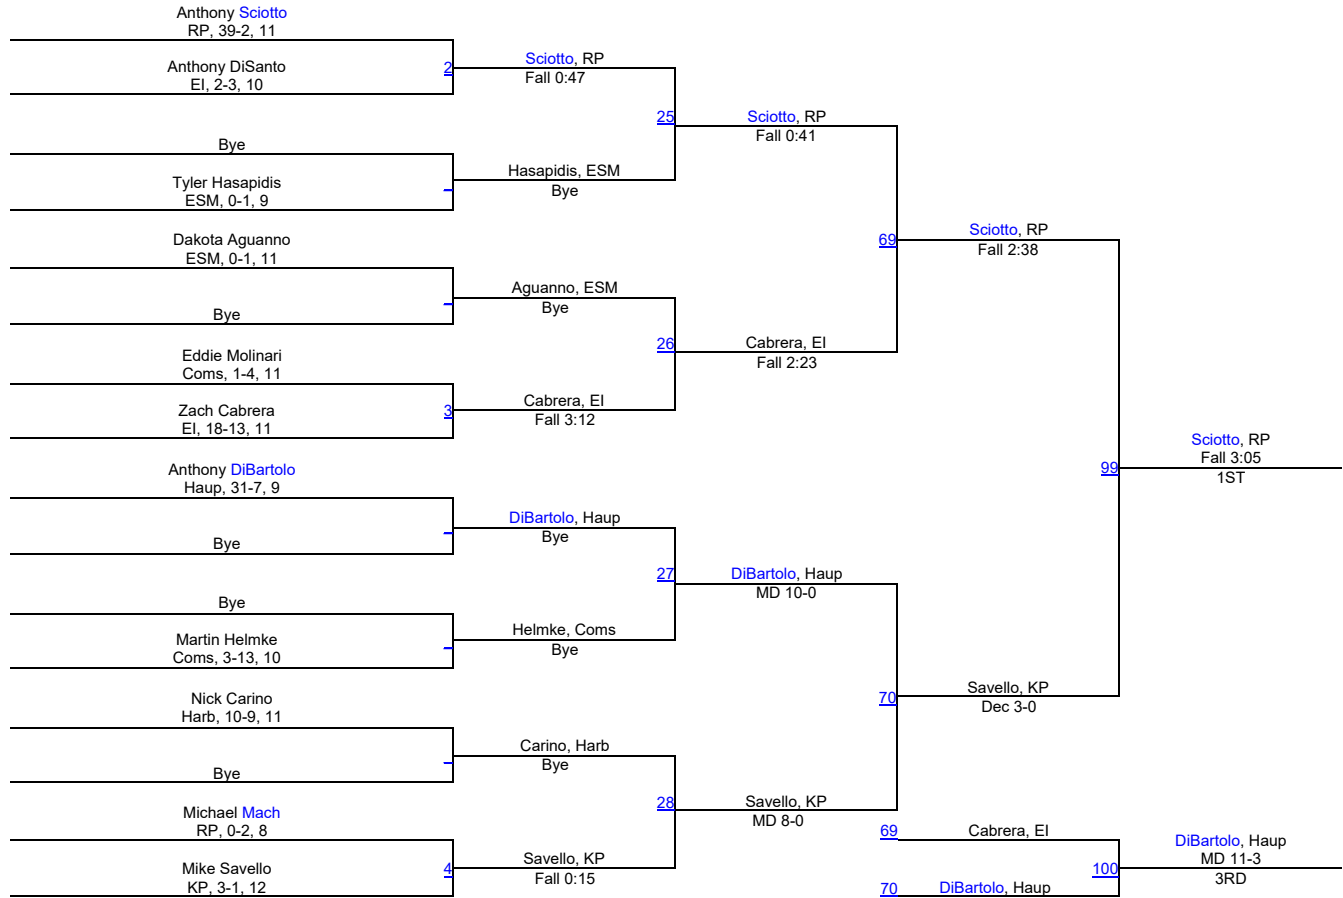 Anthony Sciotto
RP, 39-2, 11
Anthony DiSanto
EI, 2-3, 10
2
Sciotto, RP
Fall 0:47
Bye
Tyler Hasapidis
ESM, 0-1, 9
Hasapidis, ESM
Bye
25
Sciotto, RP
Fall 0:41
Dakota Aguanno
ESM, 0-1, 11
Bye
Aguanno, ESM
Bye
Eddie Molinari
Coms, 1-4, 11
Zach Cabrera
EI, 18-13, 11
3
Cabrera, EI
Fall 3:12
26
Cabrera, EI
Fall 2:23
69
Sciotto, RP
Fall 2:38
Anthony DiBartolo
Haup, 31-7, 9
Bye
DiBartolo, Haup
Bye
Bye
Martin Helmke
Coms, 3-13, 10
Helmke, Coms
Bye
27
DiBartolo, Haup
MD 10-0
Nick Carino
Harb, 10-9, 11
Bye
Carino, Harb
Bye
Michael Mach
RP, 0-2, 8
Mike Savello
KP, 3-1, 12
4
Savello, KP
Fall 0:15
28
Savello, KP
MD 8-0
70
Savello, KP
Dec 3-0
99
Sciotto, RP
Fall 3:05
1ST
69
Cabrera, EI
70
DiBartolo, Haup
100
DiBartolo, Haup
MD 11-3
3RD